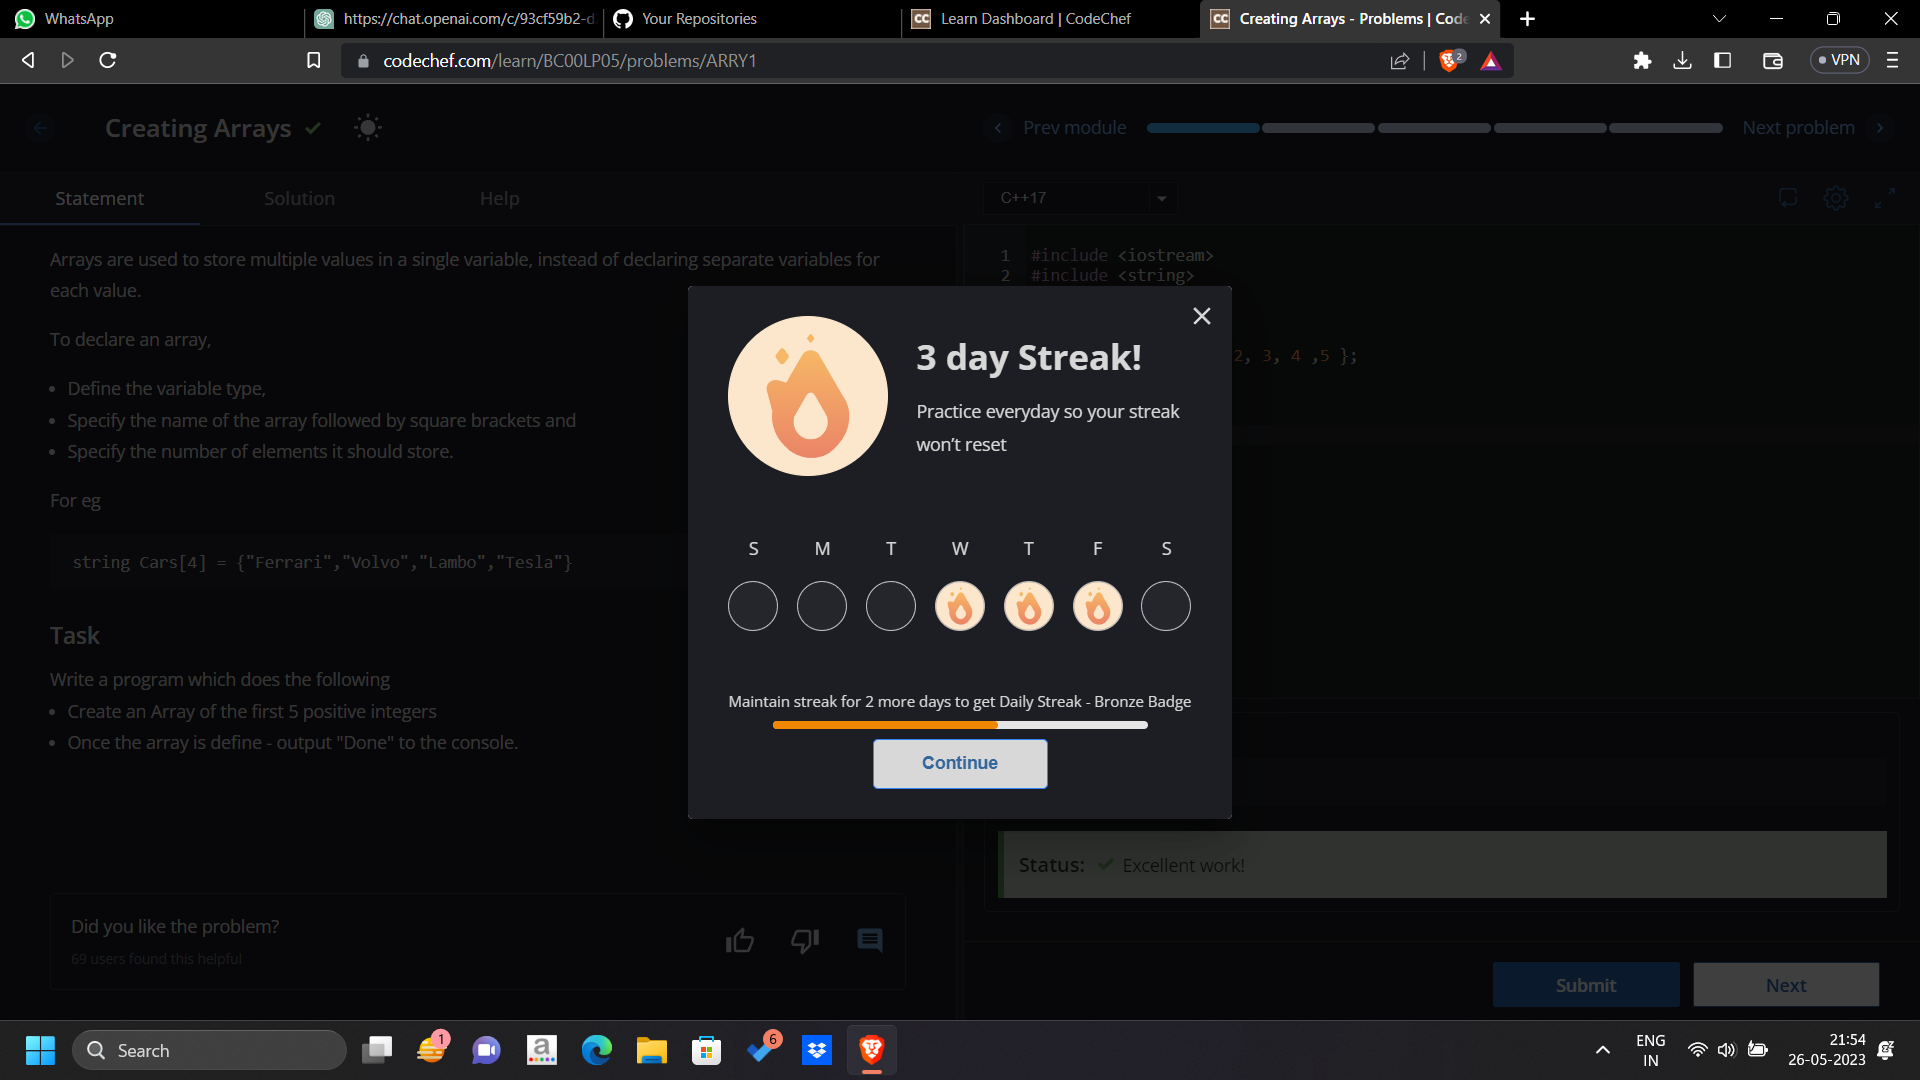 WhatsApp
https://chat.openai.com/c/93cf59b2-d
Your Repositories
Learn Dashboard | CodeChef
Creating Arrays - Problems | Code
codechef.com/learn/BC00LP05/problems/ARRY1
2
VPN
Creating Arrays
Prev module
Next problem
Statement
Solution
Help
C++17
Arrays are used to store multiple values in a single variable, instead of declaring separate variables for
each value.
To declare an array,
• Define the variable type,
• Specify the name of the array followed by square brackets and
• Specify the number of elements it should store.
For eg
string Cars[4] = {"Ferrari","Volvo","Lambo","Tesla"}
Task
Write a program which does the following
• Create an Array of the first 5 positive integers
• Once the array is define - output "Done" to the console.
Did you like the problem?
69 users found this helpful
1 #include <iostream>
2 #include <string>
2, 3, 4 ,5 };
3 day Streak!
Practice everyday so your streak
won't reset
S M T W T F S
Maintain streak for 2 more days to get Daily Streak - Bronze Badge
Continue
Status: Excellent work!
Submit
Next
Search
1
a
6
ENG
IN
21:54
26-05-2023